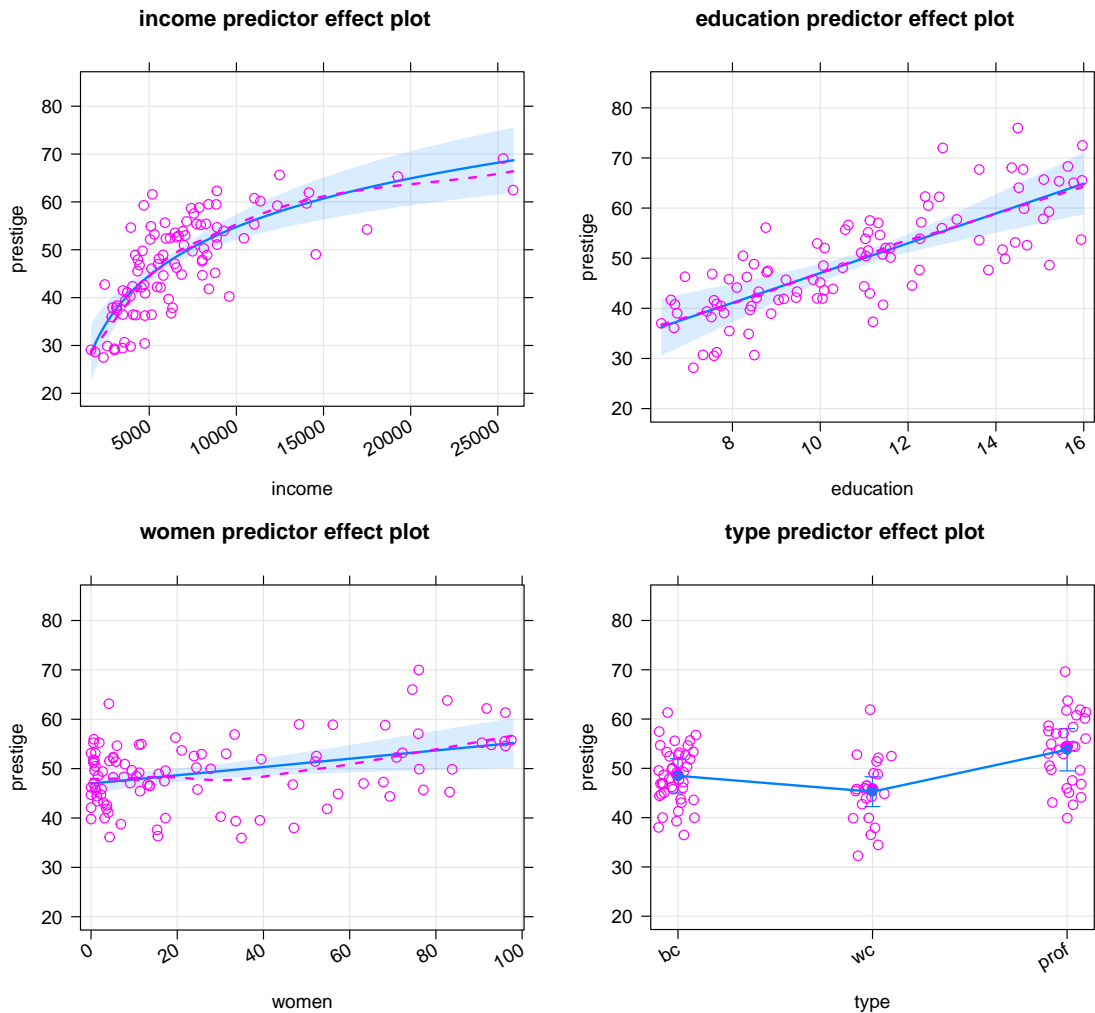 income predictor effect plot
prestige
80
70
60
50
40
30
20
5000
10000
15000
20000
25000
income
education predictor effect plot
prestige
80
70
60
50
40
30
20
8
10
12
14
16
education
women predictor effect plot
prestige
80
70
60
50
40
30
20
0
20
40
60
80
100
women
type predictor effect plot
prestige
80
70
60
50
40
30
20
bc
wc
prof
type